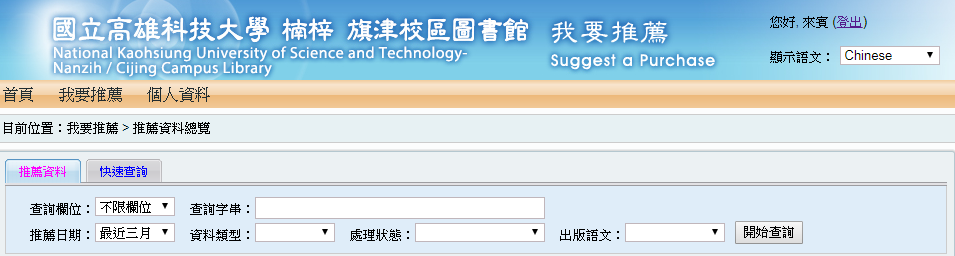 國立高雄科技大學 楠梓 旗津校區圖書館 我要推薦
National Kaohsiung University of Science and Technology-
Nanzih / Cijing Campus Library
Suggest a Purchase
您好, 來賓 (登出)
顯示語文： Chinese
首頁 我要推薦 個人資料
目前位置：我要推薦 > 推薦資料總覽
推薦資料 快速查詢
查詢欄位： 不限欄位 查詢字串：
推薦日期： 最近三月 資料類型： 處理狀態： 出版語文： 開始查詢